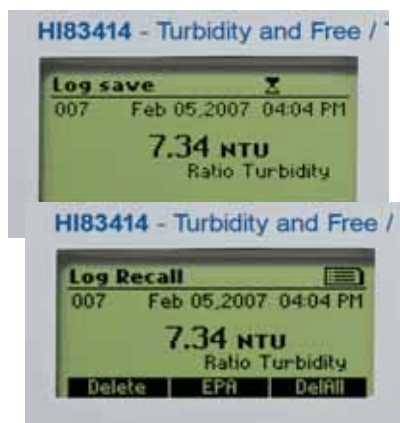 HI83414 - Turbidity and Free /
Log save
007 Feb 05,2007 04:04 PM
7.34 NTU
Ratio Turbidity
HI83414 - Turbidity and Free /
Log Recall
007 Feb 05,2007 04:04 PM
7.34 NTU
Ratio Turbidity
Delete EPA DelAll